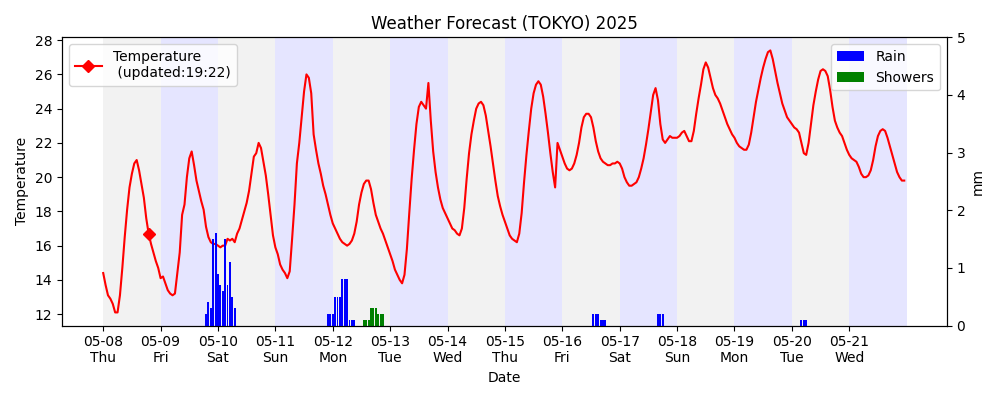 Weather Forecast (TOKYO) 2025
Temperature
(updated:19:22)
Rain
Showers
Temperature
28
26
24
22
20
18
16
14
12
5
4
3
2
1
0
mm
05-08 05-09 05-10 05-11 05-12 05-13 05-14 05-15 05-16 05-17 05-18 05-19 05-20 05-21
Thu Fri Sat Sun Mon Tue Wed Thu Fri Sat Sun Mon Tue Wed
Date